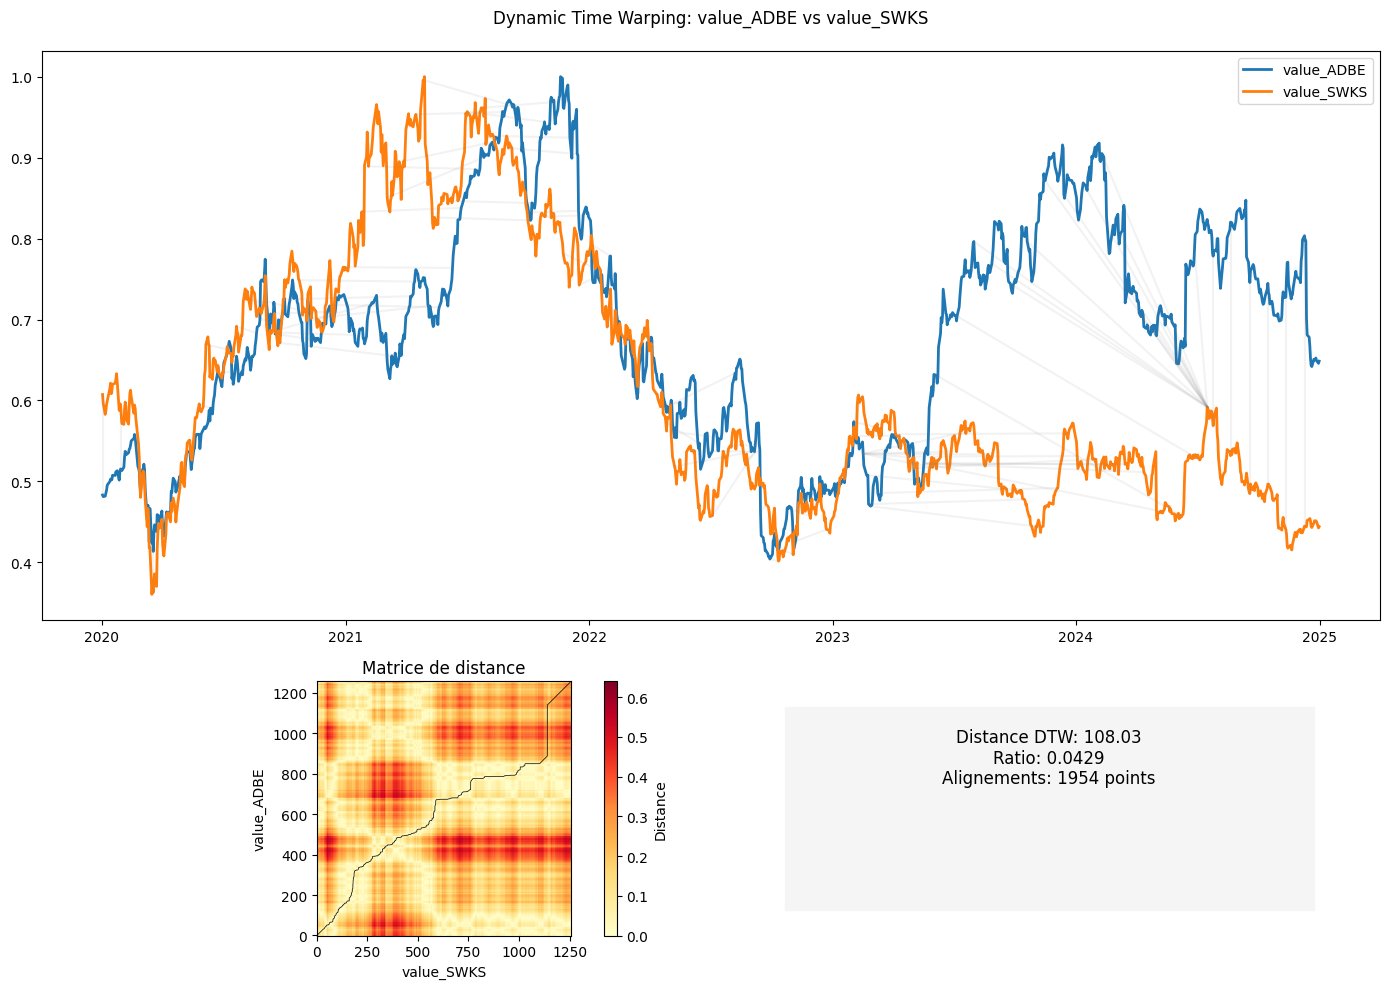 Dynamic Time Warping: value_ADBE vs value_SWKS
value_ADBE
value_SWKS
1.0
0.9
0.8
0.7
0.6
0.5
0.4
2020 2021 2022 2023 2024 2025
Matrice de distance
value_ADBE
1200
1000
800
600
400
200
0
0 250 500 750 1000 1250
value_SWKS
0.6
0.5
0.4
0.3
0.2
0.1
0.0
Distance
Distance DTW: 108.03
Ratio: 0.0429
Alignements: 1954 points